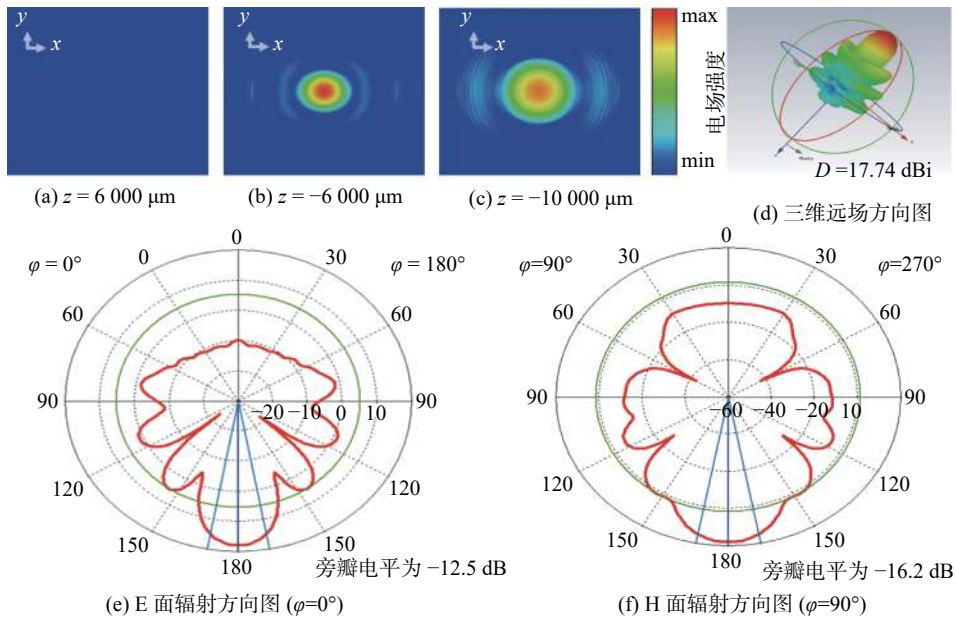 y
x
y
x
y
x
max
电场强度
min
D =17.74 dBi
(a) z = 6 000 μm
(b) z = −6 000 μm
(c) z = −10 000 μm
(d) 三维远场方向图
0
0
30
φ = 0°
φ = 180°
60
60
90
−20
−10
0
10
90
120
120
150
150
180
旁瓣电平为 −12.5 dB
(e) E 面辐射方向图 (φ=0°)
0
30
30
φ=90°
φ=270°
60
60
90
−60
−40
−20
10
90
120
120
150
150
180
旁瓣电平为 −16.2 dB
(f) H 面辐射方向图 (φ=90°)